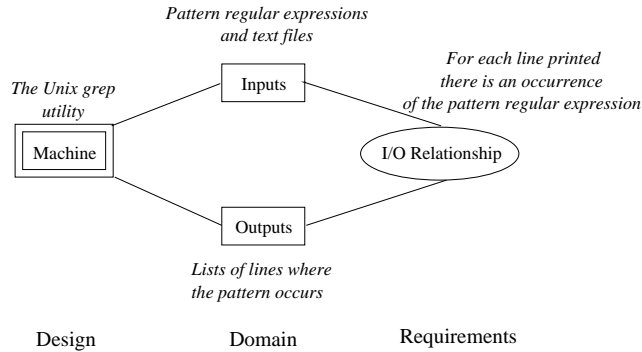 Pattern regular expressions
and text files
For each line printed
there is an occurrence
of the pattern regular expression
The Unix grep
utility
Inputs
Machine
I/O Relationship
Outputs
Lists of lines where
the pattern occurs
Design
Domain
Requirements